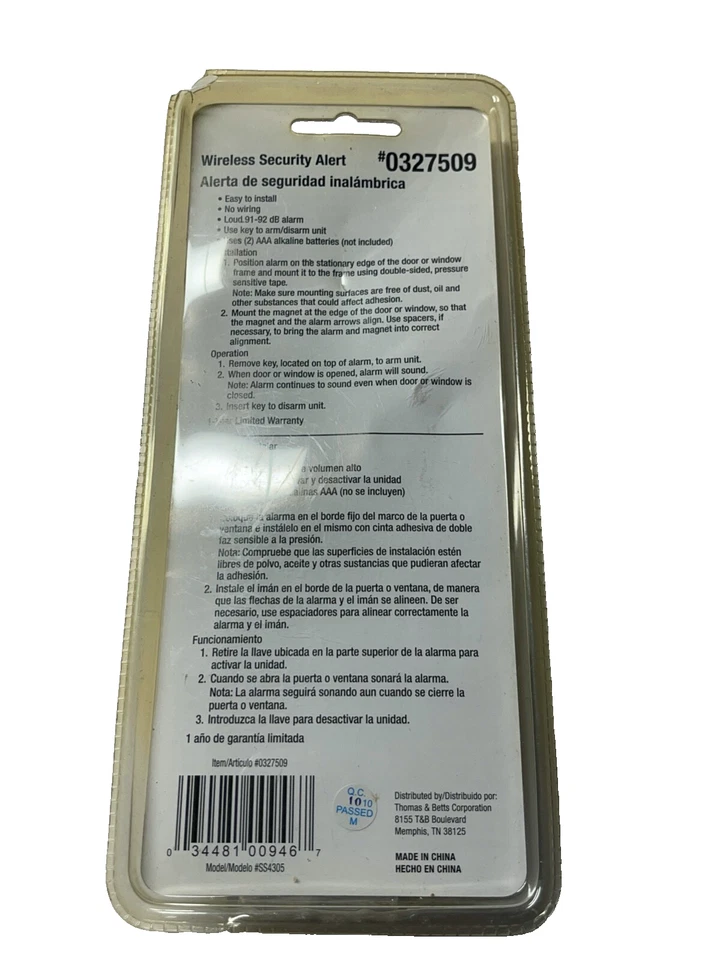 Wireless Security Alert #0327509
Alerta de seguridad inalámbrica
• Easy to install
• No wiring
• Loud 91-92 dB alarm
• Use key to arm/disarm unit
(2) AAA alkaline batteries (not included)
1. Position alarm on the stationary edge of the door or window
frame and mount it to the frame using double-sided, pressure
sensitive tape.
Note: Make sure mounting surfaces are free of dust, oil and
other substances that could affect adhesion.
2. Mount the magnet at the edge of the door or window, so that
the magnet and the alarm arrows align. Use spacers, if
necessary, to bring the alarm and magnet into correct
alignment.
Operation
1. Remove key, located on top of alarm, to arm unit.
2. When door or window is opened, alarm will sound.
Note: Alarm continues to sound even when door or window is
closed.
3. Insert key to disarm unit.
Limited Warranty
volumen alto
y desactivar la unidad
AAA (no se incluyen)
alarma en el borde fijo del marco de la puerta o
ventana e instálelo en el mismo con cinta adhesiva de doble
faz sensible a la presión.
Nota: Compruebe que las superficies de instalación estén
libres de polvo, aceite y otras sustancias que pudieran afectar
la adhesión.
2. Instale el imán en el borde de la puerta o ventana, de manera
que las flechas de la alarma y el imán se alineen. De ser
necesario, use espaciadores para alinear correctamente la
alarma y el imán.
Funcionamiento
1. Retire la llave ubicada en la parte superior de la alarma para
activar la unidad.
2. Cuando se abra la puerta o ventana sonará la alarma.
Nota: La alarma seguirá sonando aun cuando se cierre la
puerta o ventana.
3. Introduzca la llave para desactivar la unidad.
1 año de garantía limitada
Item/Artículo #0327509
0 34481 00946 7
Model/Modelo #SS4305
Q.C.
10 10
PASSED
M
Distributed by/Distribuido por:
Thomas & Betts Corporation
8155 T&B Boulevard
Memphis, TN 38125
MADE IN CHINA
HECHO EN CHINA